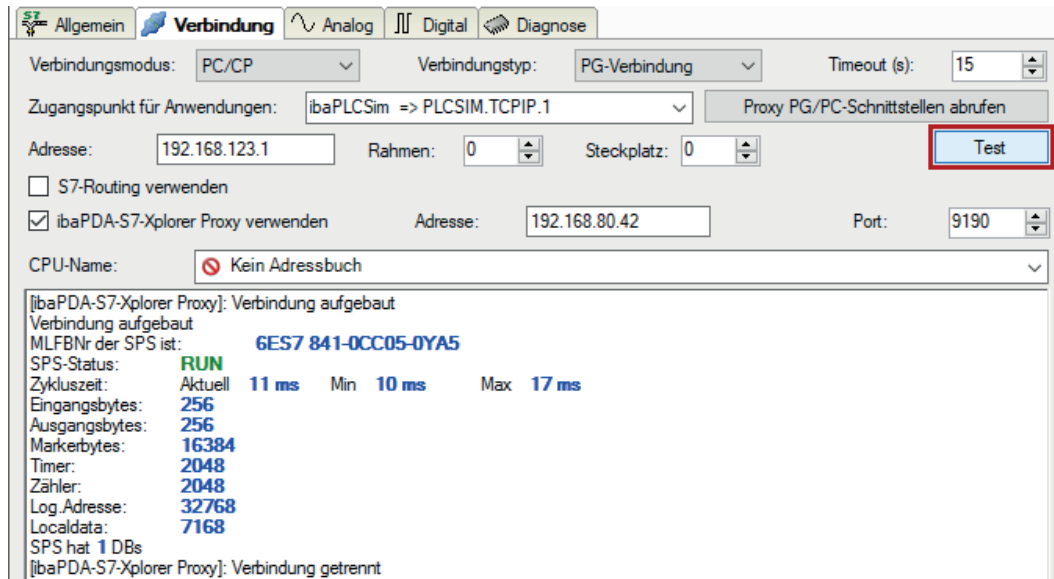 S7 Allgemein Verbindung Analog Digital Diagnose
Verbindungsmodus: PC/CP Verbindungstyp: PG-Verbindung Timeout (s): 15
Zugangspunkt für Anwendungen: ibaPLCSim => PLCSIM.TCPIP.1 Proxy PG/PC-Schnittstellen abrufen
Adresse: 192.168.123.1 Rahmen: 0 Steckplatz: 0 Test
S7-Routing verwenden
ibaPDA-S7-Xplorer Proxy verwenden Adresse: 192.168.80.42 Port: 9190
CPU-Name: Kein Adressbuch
[ibaPDA-S7-Xplorer Proxy]: Verbindung aufgebaut
Verbindung aufgebaut
MLFBNr der SPS ist: 6ES7 841-0CC05-0YA5
SPS-Status: RUN
Zykluszeit: Aktuell 11 ms Min 10 ms Max 17 ms
Eingangsbytes: 256
Ausgangsbytes: 256
Markerbytes: 16384
Timer: 2048
Zähler: 2048
Log.Adresse: 32768
Localdata: 7168
SPS hat 1 DBs
[ibaPDA-S7-Xplorer Proxy]: Verbindung getrennt